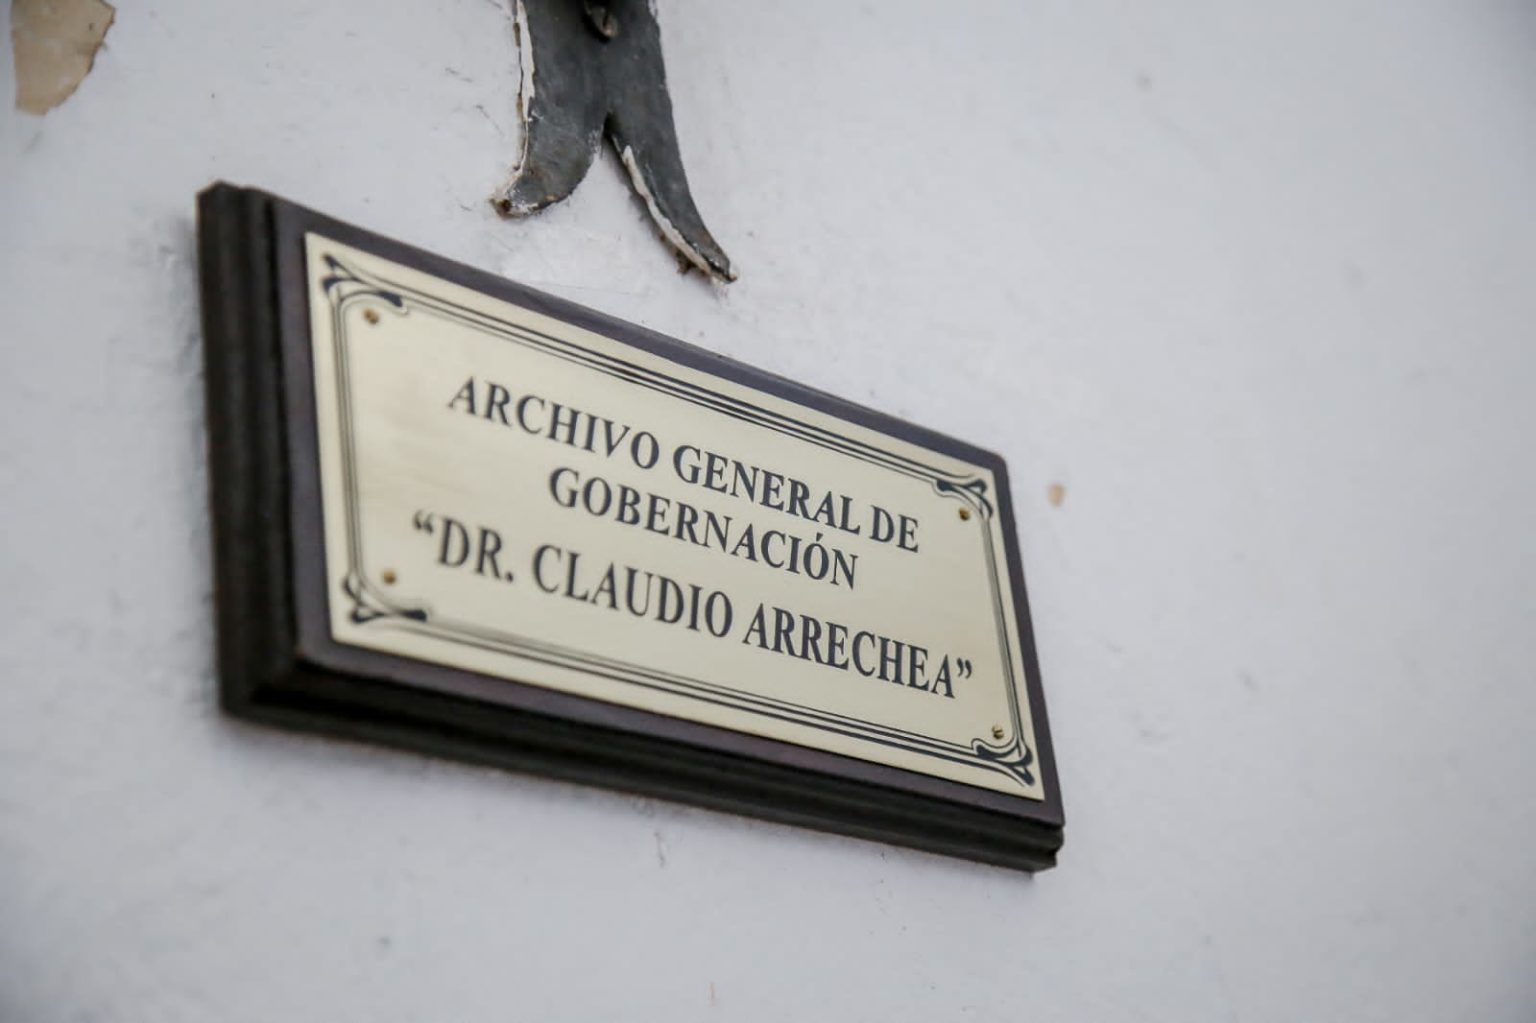 ARCHIVO GENERAL DE
GOBERNACIÓN
“DR. CLAUDIO ARRECHEA”